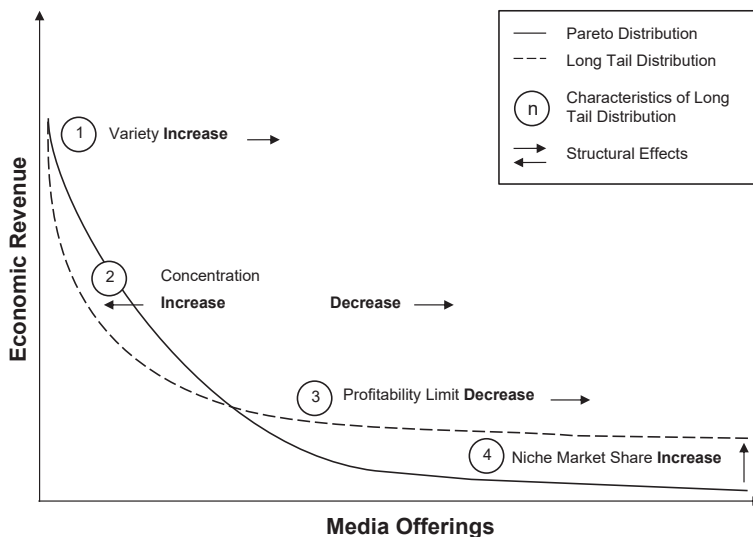 Pareto Distribution
Long Tail Distribution
n Characteristics of Long
Tail Distribution
Structural Effects
1 Variety Increase
2 Concentration
Increase Decrease
3 Profitability Limit Decrease
4 Niche Market Share Increase
Economic Revenue
Media Offerings